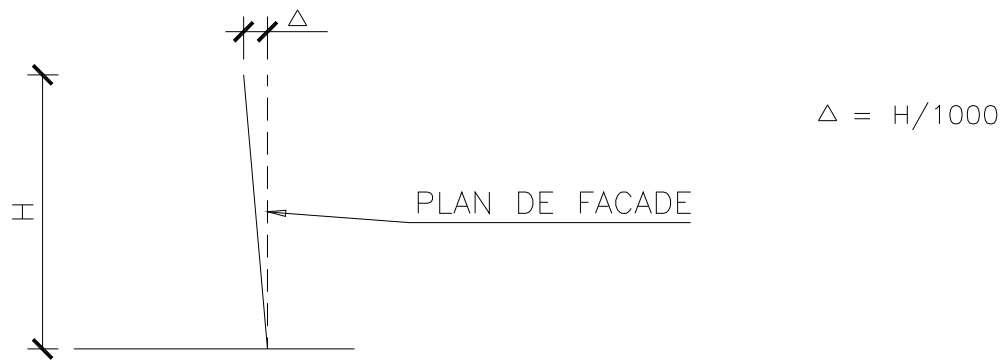 Δ
Δ = H/1000
H
PLAN DE FACADE